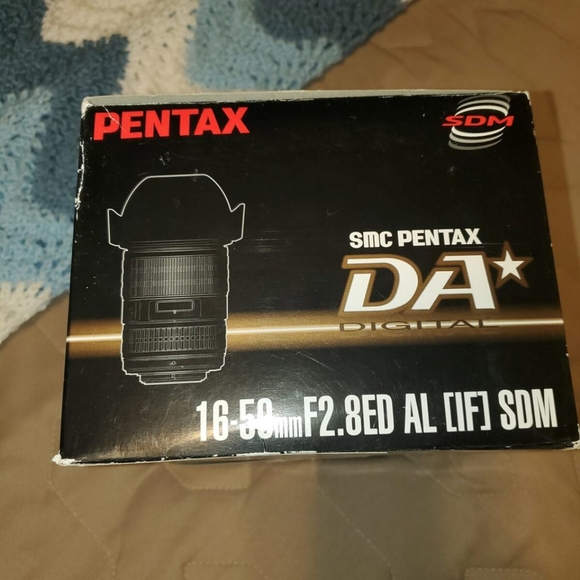 PENTAX
SDM
smc PENTAX
DA★
DIGITAL
16-50mm F2.8ED AL [IF] SDM